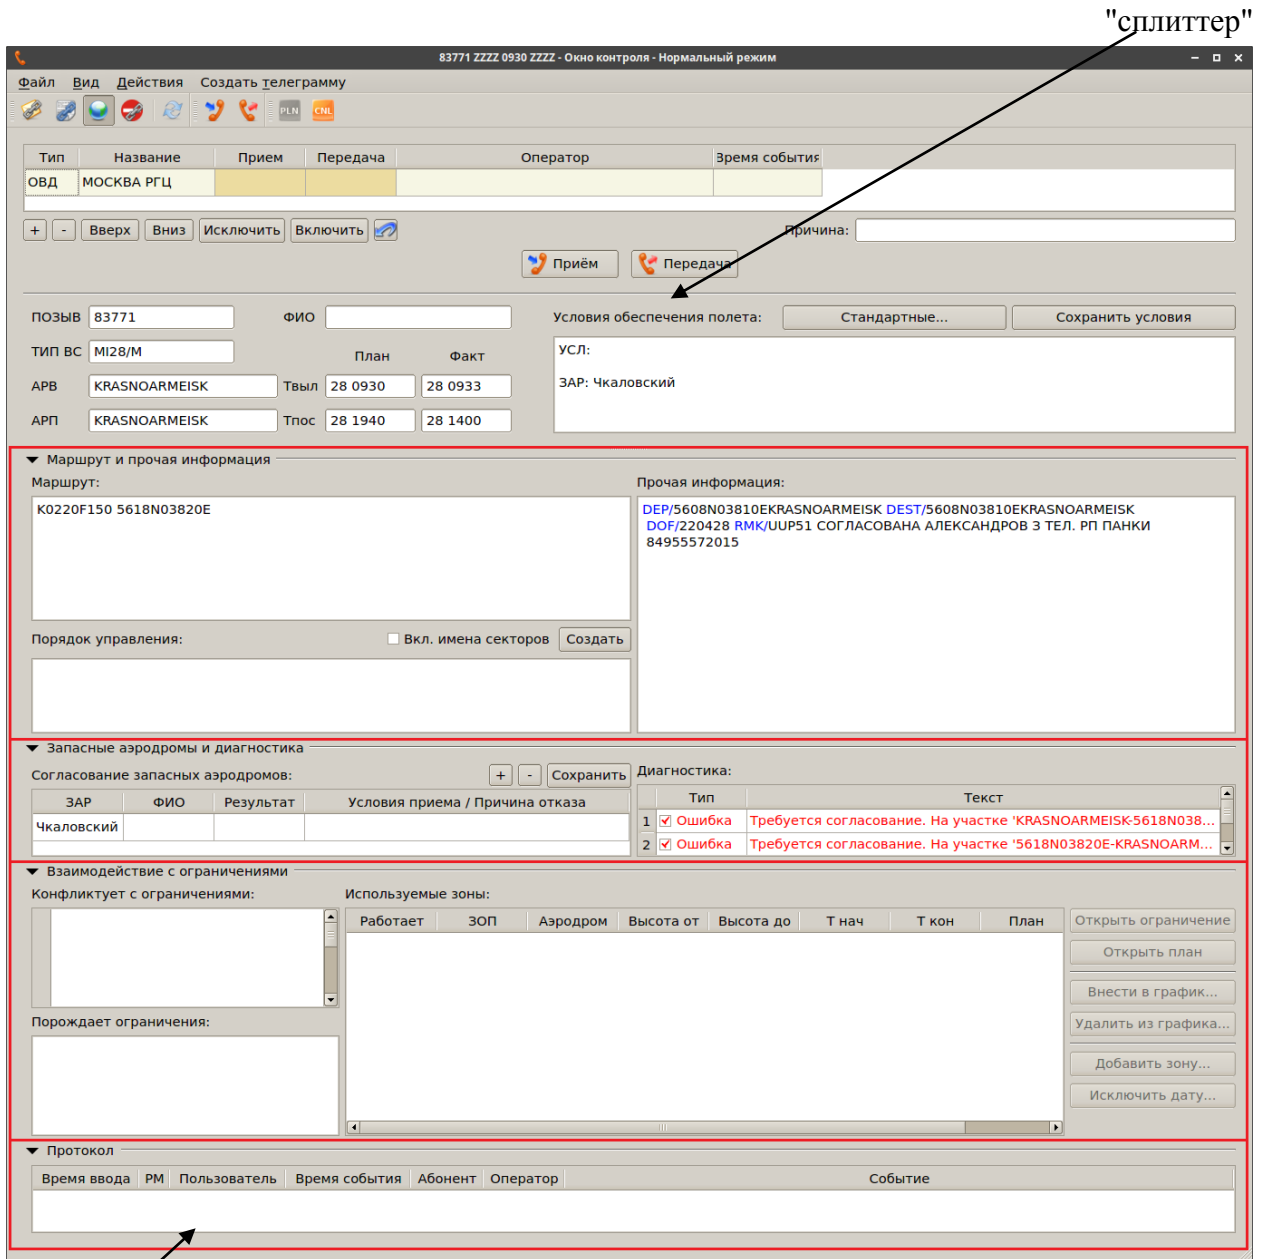 "сплиттер"
83771 ZZZZ 0930 ZZZZ - Окно контроля - Нормальный режим
Файл Вид Действия Создать телеграмму
PLN CNL
Тип Название Прием Передача Оператор Время события
ОВД МОСКВА РГЦ
+ - Вверх Вниз Исключить Включить Причина:
Приём Передача
ПОЗЫВ 83771 ФИО Условия обеспечения полета: Стандартные... Сохранить условия
ТИП ВС MI28/M План Факт УСЛ:
АРВ KRASNOARMEISK Твыл 28 0930 28 0933 ЗАР: Чкаловский
АРП KRASNOARMEISK Тпос 28 1940 28 1400
Маршрут и прочая информация
Маршрут: Прочая информация:
K0220F150 5618N03820E DEP/5608N03810EKRASNOARMEISK DEST/5608N03810EKRASNOARMEISK
DOF/220428 RMK/UUP51 СОГЛАСОВАНА АЛЕКСАНДРОВ 3 ТЕЛ. РП ПАНКИ
84955572015
Порядок управления: Вкл. имена секторов Создать
Запасные аэродромы и диагностика
Согласование запасных аэродромов: + - Сохранить Диагностика:
ЗАР ФИО Результат Условия приема / Причина отказа Тип Текст
Чкаловский 1 Ошибка Требуется согласование. На участке 'KRASNOARMEISK-5618N038...
2 Ошибка Требуется согласование. На участке '5618N03820E-KRASNOARM...
Взаимодействие с ограничениями
Конфликтует с ограничениями: Используемые зоны:
Работает ЗОП Аэродром Высота от Высота до Т нач Т кон План Открыть ограничение
Открыть план
Внести в график...
Порождает ограничения: Удалить из графика...
Добавить зону...
Исключить дату...
Протокол
Время ввода РМ Пользователь Время события Абонент Оператор Событие